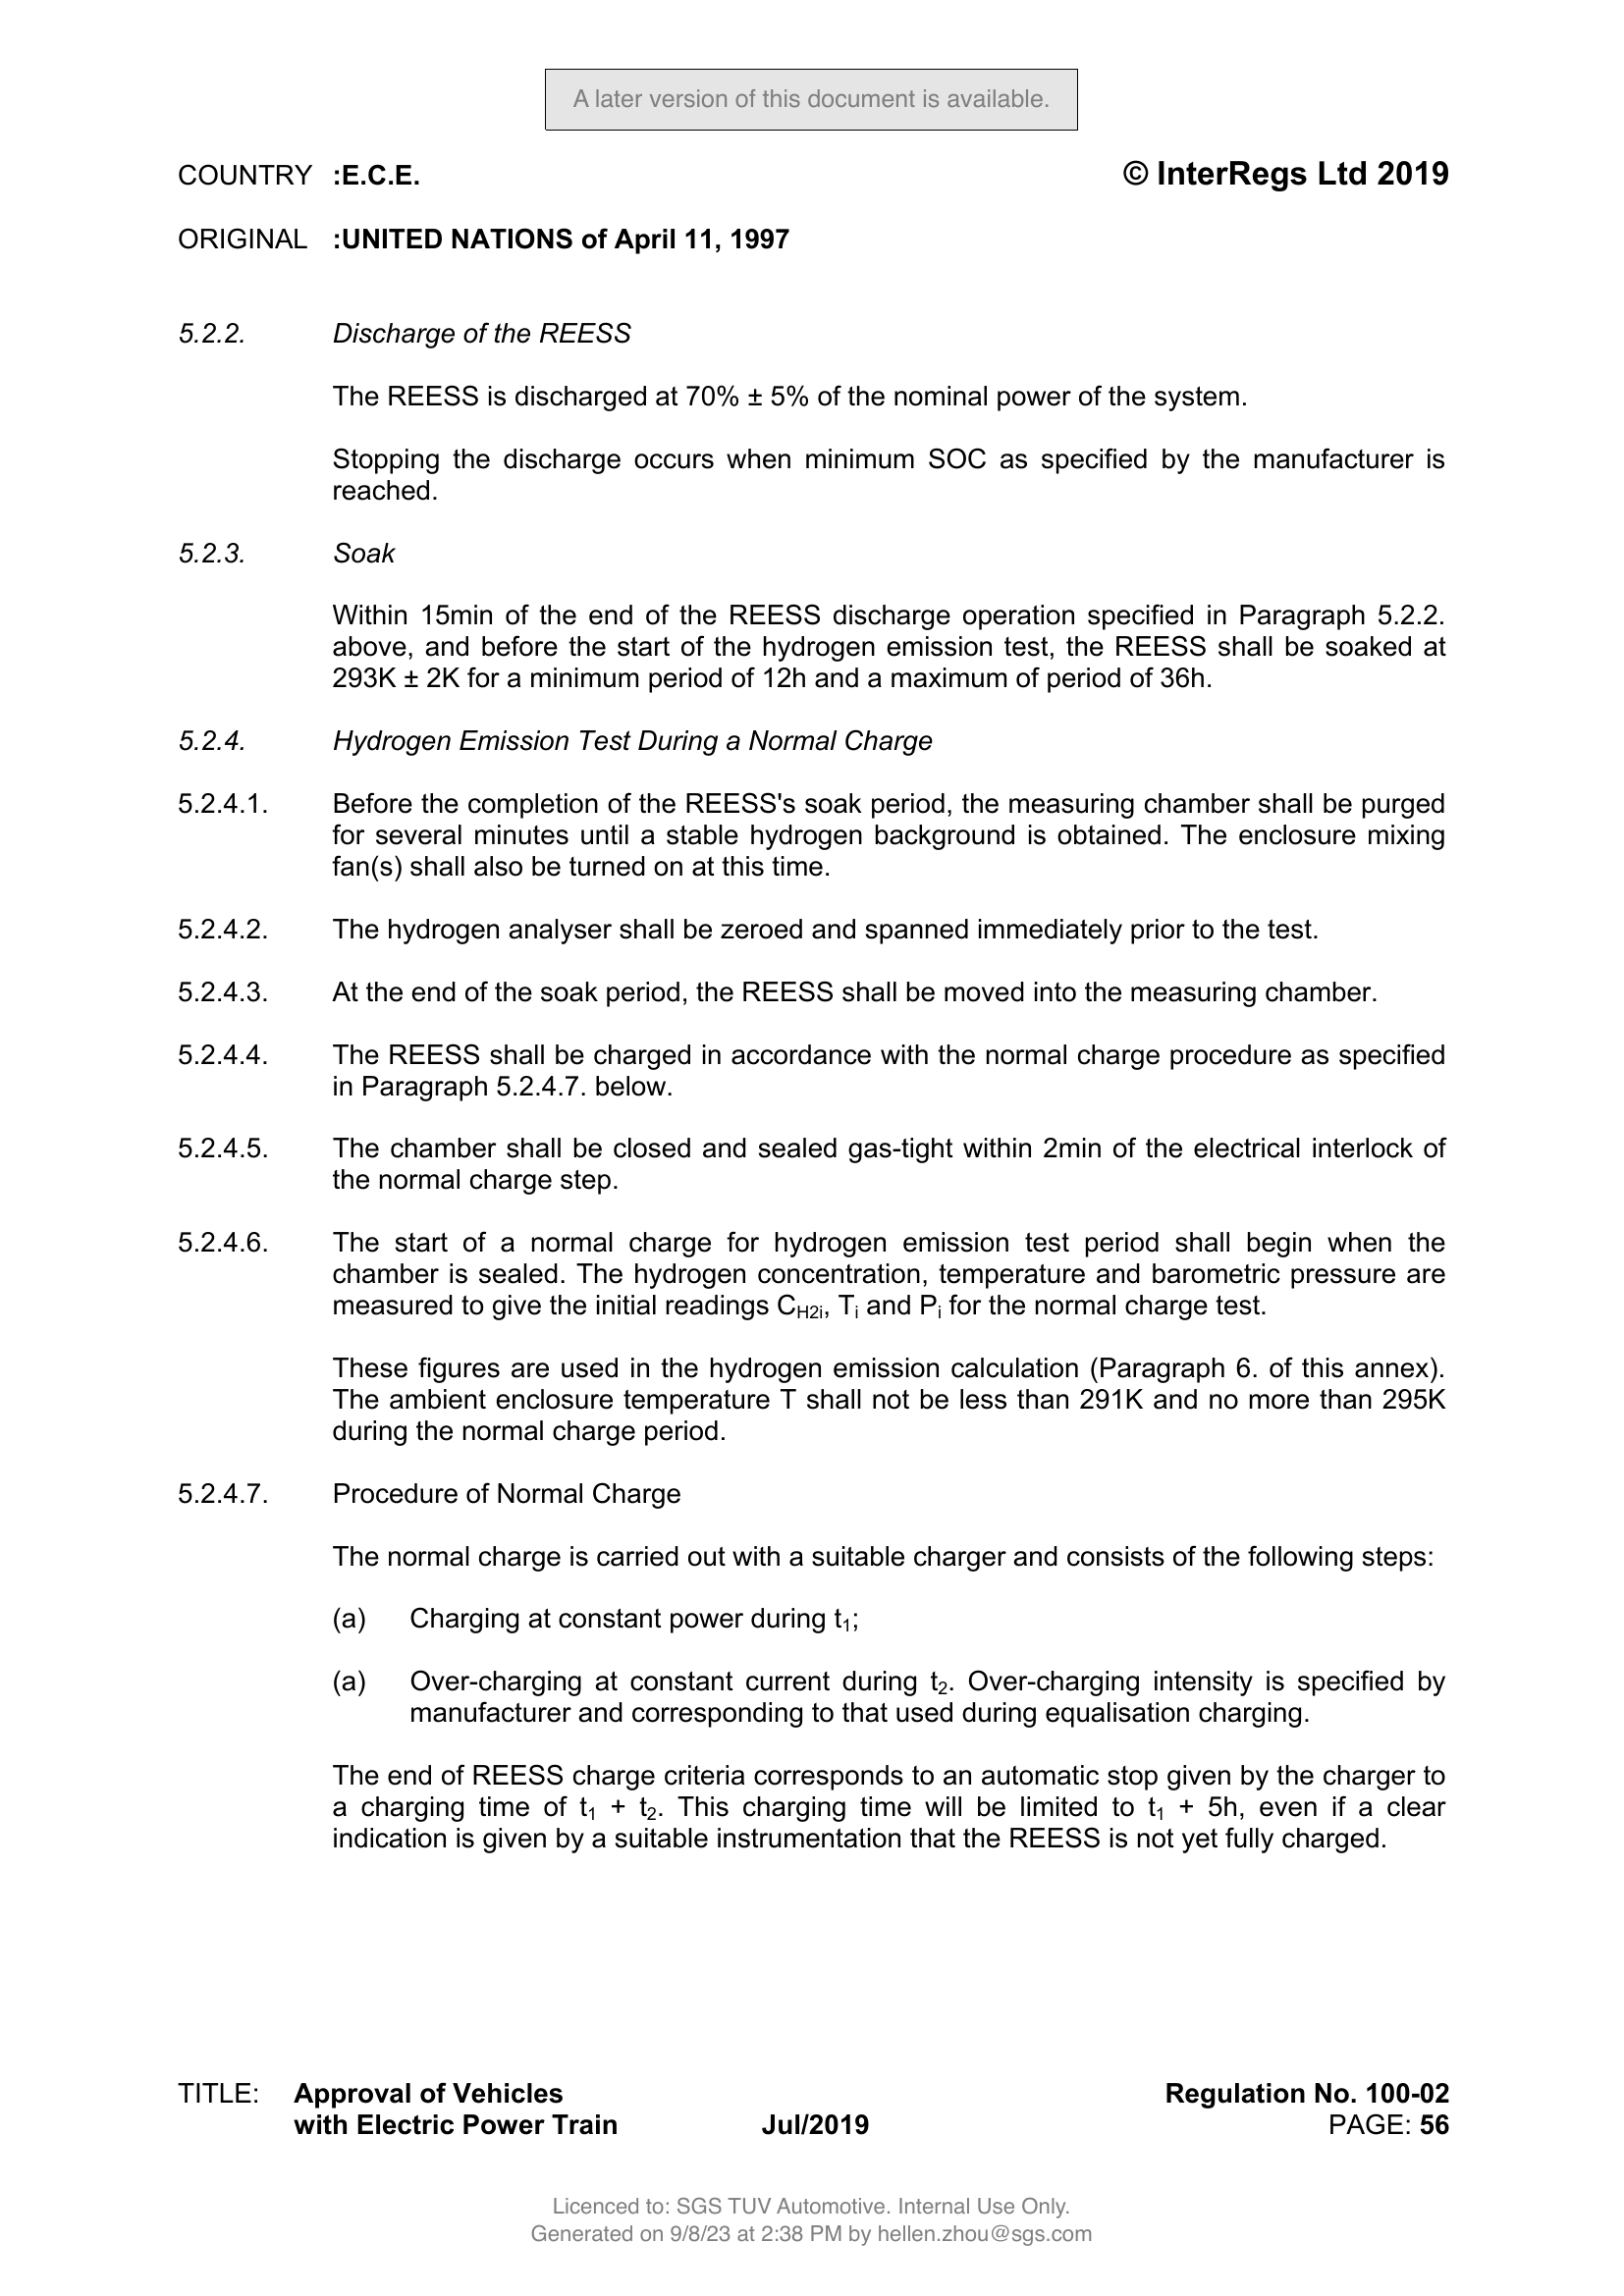 A later version of this document is available.
COUNTRY :E.C.E. © InterRegs Ltd 2019
ORIGINAL :UNITED NATIONS of April 11, 1997
5.2.2. Discharge of the REESS
The REESS is discharged at 70% ± 5% of the nominal power of the system.
Stopping the discharge occurs when minimum SOC as specified by the manufacturer is
reached.
5.2.3. Soak
Within 15min of the end of the REESS discharge operation specified in Paragraph 5.2.2.
above, and before the start of the hydrogen emission test, the REESS shall be soaked at
293K ± 2K for a minimum period of 12h and a maximum of period of 36h.
5.2.4. Hydrogen Emission Test During a Normal Charge
5.2.4.1. Before the completion of the REESS's soak period, the measuring chamber shall be purged
for several minutes until a stable hydrogen background is obtained. The enclosure mixing
fan(s) shall also be turned on at this time.
5.2.4.2. The hydrogen analyser shall be zeroed and spanned immediately prior to the test.
5.2.4.3. At the end of the soak period, the REESS shall be moved into the measuring chamber.
5.2.4.4. The REESS shall be charged in accordance with the normal charge procedure as specified
in Paragraph 5.2.4.7. below.
5.2.4.5. The chamber shall be closed and sealed gas-tight within 2min of the electrical interlock of
the normal charge step.
5.2.4.6. The start of a normal charge for hydrogen emission test period shall begin when the
chamber is sealed. The hydrogen concentration, temperature and barometric pressure are
measured to give the initial readings C_H2i, T_i and P_i for the normal charge test.
These figures are used in the hydrogen emission calculation (Paragraph 6. of this annex).
The ambient enclosure temperature T shall not be less than 291K and no more than 295K
during the normal charge period.
5.2.4.7. Procedure of Normal Charge
The normal charge is carried out with a suitable charger and consists of the following steps:
(a) Charging at constant power during t₁;
(a) Over-charging at constant current during t₂. Over-charging intensity is specified by
manufacturer and corresponding to that used during equalisation charging.
The end of REESS charge criteria corresponds to an automatic stop given by the charger to
a charging time of t₁ + t₂. This charging time will be limited to t₁ + 5h, even if a clear
indication is given by a suitable instrumentation that the REESS is not yet fully charged.
TITLE: Approval of Vehicles Regulation No. 100-02
with Electric Power Train Jul/2019 PAGE: 56
Licenced to: SGS TUV Automotive. Internal Use Only.
Generated on 9/8/23 at 2:38 PM by hellen.zhou@sgs.com